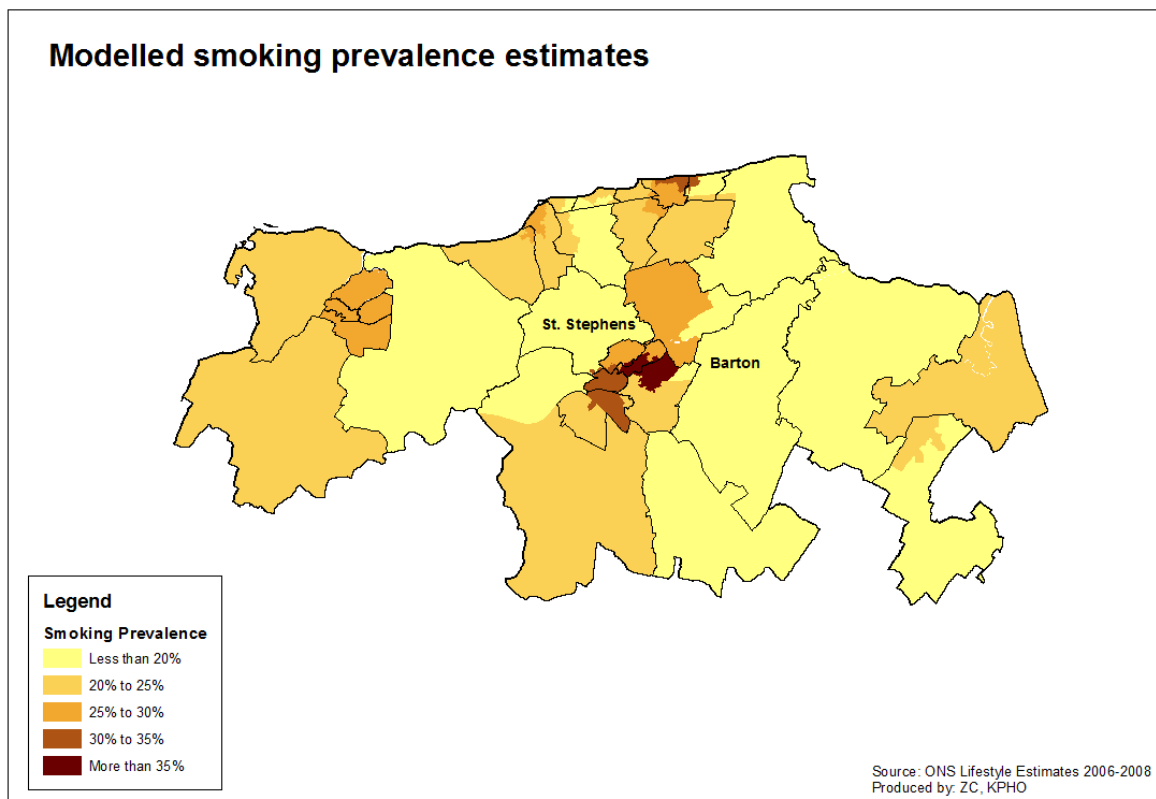 Modelled smoking prevalence estimates
St. Stephens
Barton
Legend
Smoking Prevalence
Less than 20%
20% to 25%
25% to 30%
30% to 35%
More than 35%
Source: ONS Lifestyle Estimates 2006-2008
Produced by: ZC, KPHO